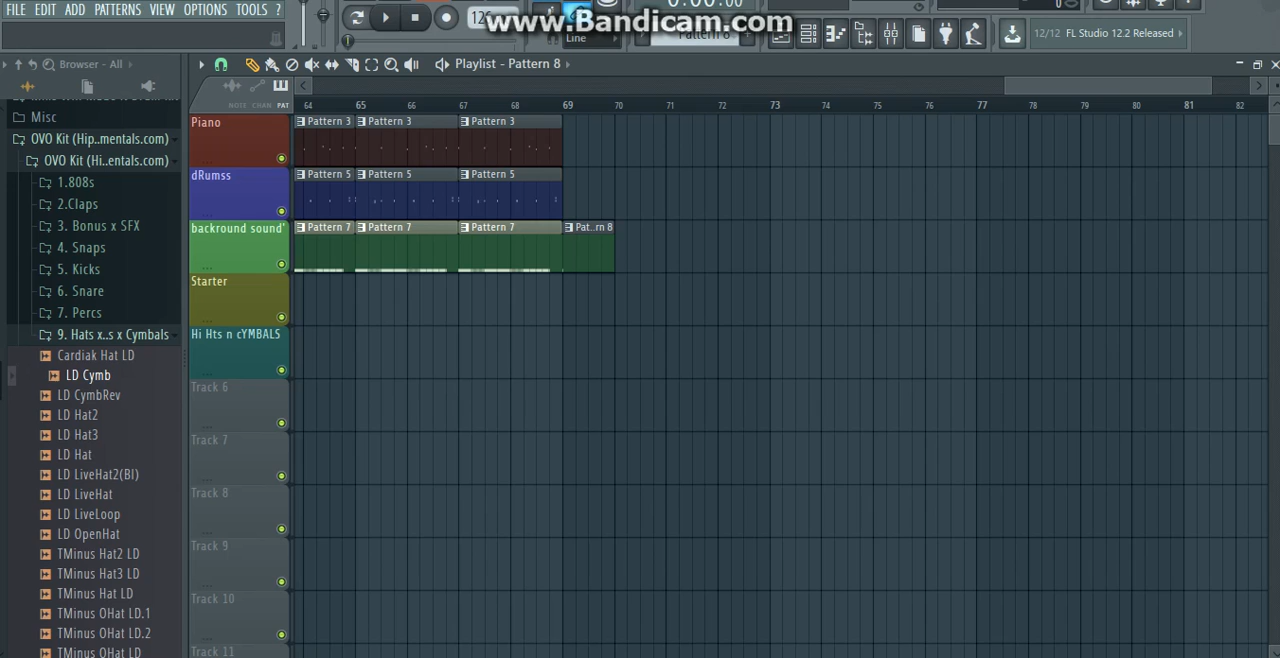 FILE EDIT ADD PATTERNS VIEW OPTIONS TOOLS ?
www.Bandicam.com
Line
Pattern 8
12/12 FL Studio 12.2 Released
Browser - All
Playlist - Pattern 8
NOTE CHAN PAT
64 65 66 67 68 69 70 71 72 73 74 75 76 77 78 79 80 81 82
Misc
OVO Kit (Hip...mentals.com)
OVO Kit (Hi...entals.com)
1.808s
2.Claps
3. Bonus x SFX
4. Snaps
5. Kicks
6. Snare
7. Percs
9. Hats x..s x Cymbals
Cardiak Hat LD
LD Cymb
LD CymbRev
LD Hat2
LD Hat3
LD Hat
LD LiveHat2(BI)
LD LiveHat
LD LiveLoop
LD OpenHat
TMinus Hat2 LD
TMinus Hat3 LD
TMinus Hat LD
TMinus OHat LD.1
TMinus OHat LD.2
TMinus OHat LD
Piano
Pattern 3 Pattern 3 Pattern 3
dRumss
Pattern 5 Pattern 5 Pattern 5
backround sound'
Pattern 7 Pattern 7 Pattern 7 Pat..rn 8
Starter
Hi Hts n cYMBALS
Track 6
Track 7
Track 8
Track 9
Track 10
Track 11